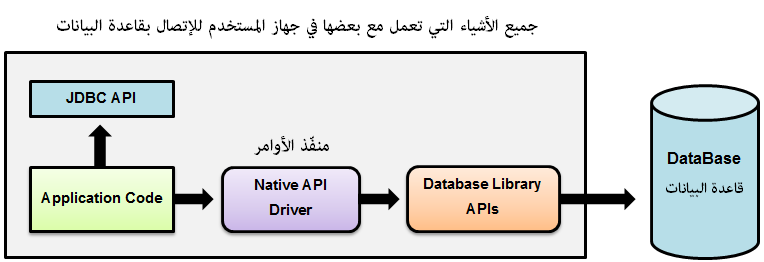 جميع الأشياء التي تعمل مع بعضها في جهاز المستخدم للإتصال بقاعدة البيانات
JDBC API
منفّذ الأوامر
Application Code
Native API
Driver
Database Library
APIs
DataBase
قاعدة البيانات